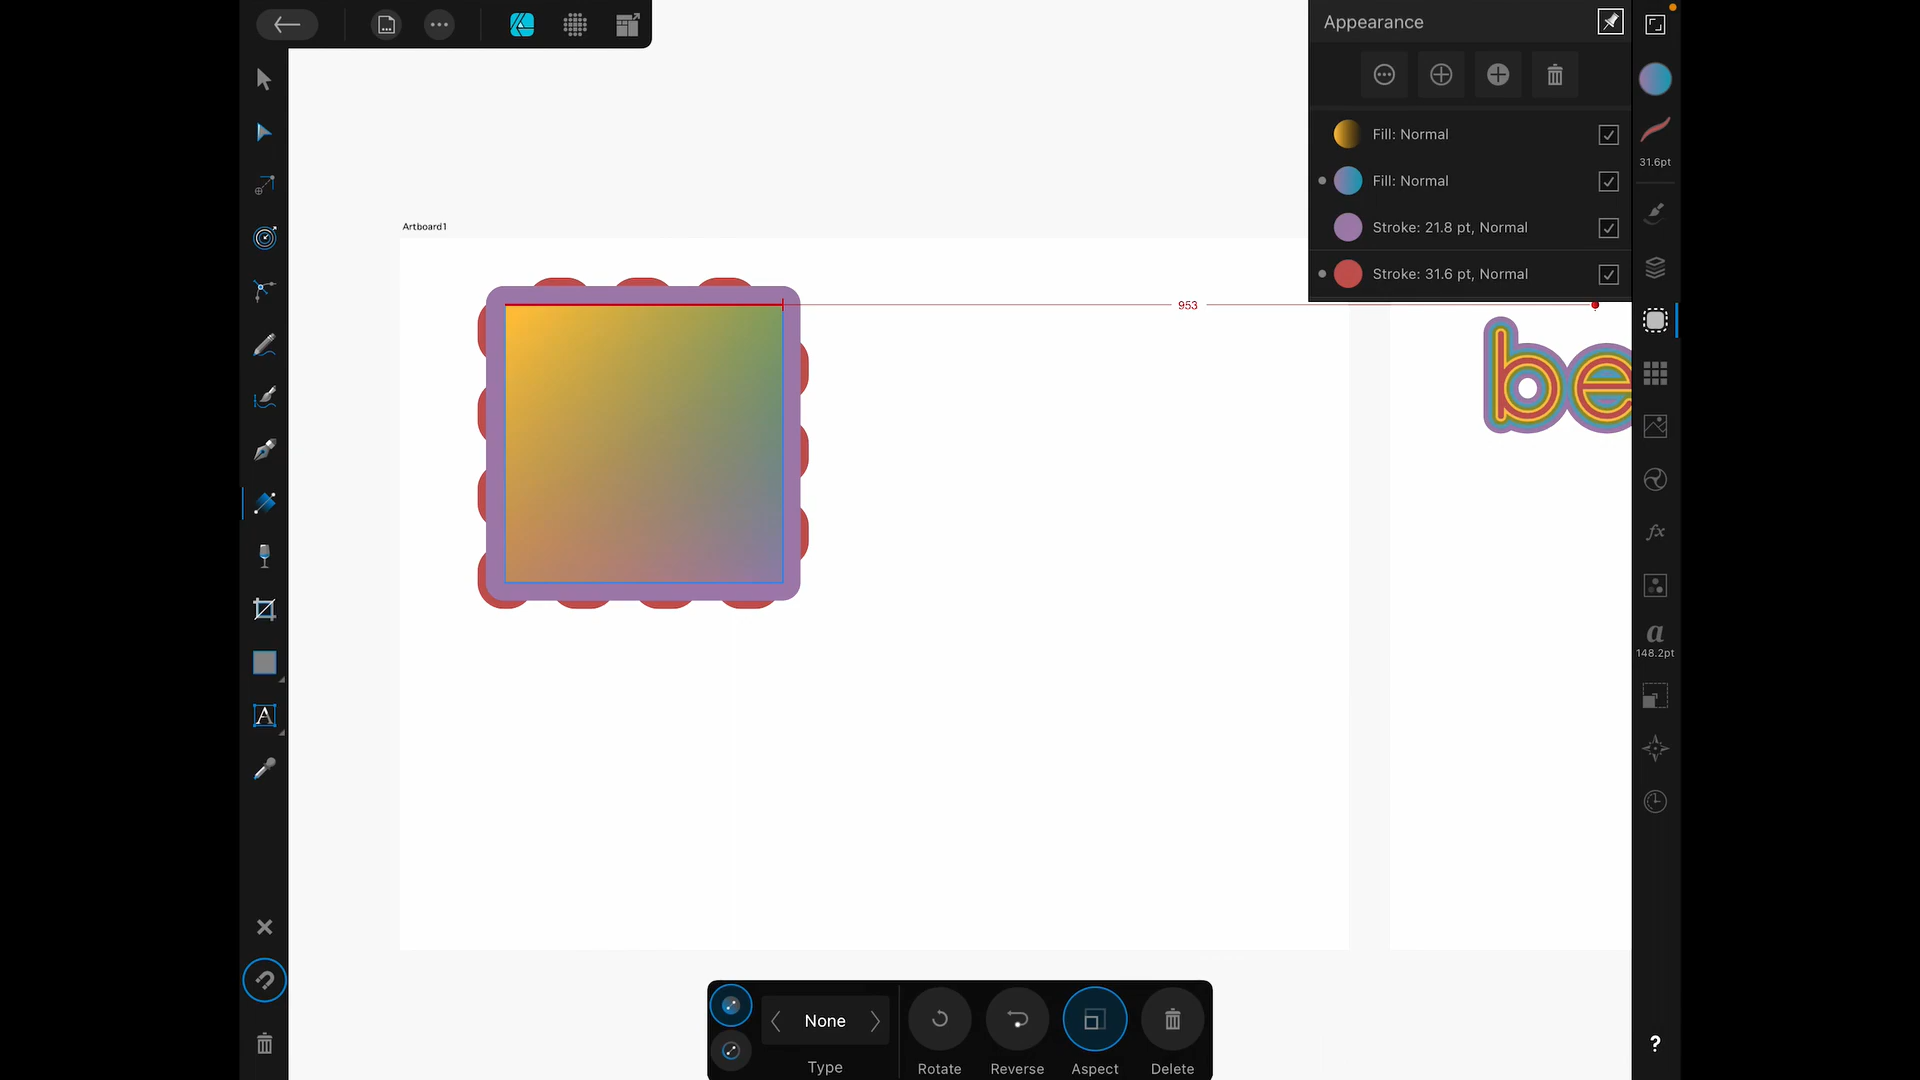 Appearance
Fill: Normal
Fill: Normal
31.6pt
Stroke: 21.8 pt, Normal
Artboard1
Stroke: 31.6 pt, Normal
953
be
fx
a
148.2pt
A
None
Type
Rotate
Reverse
Aspect
Delete
?